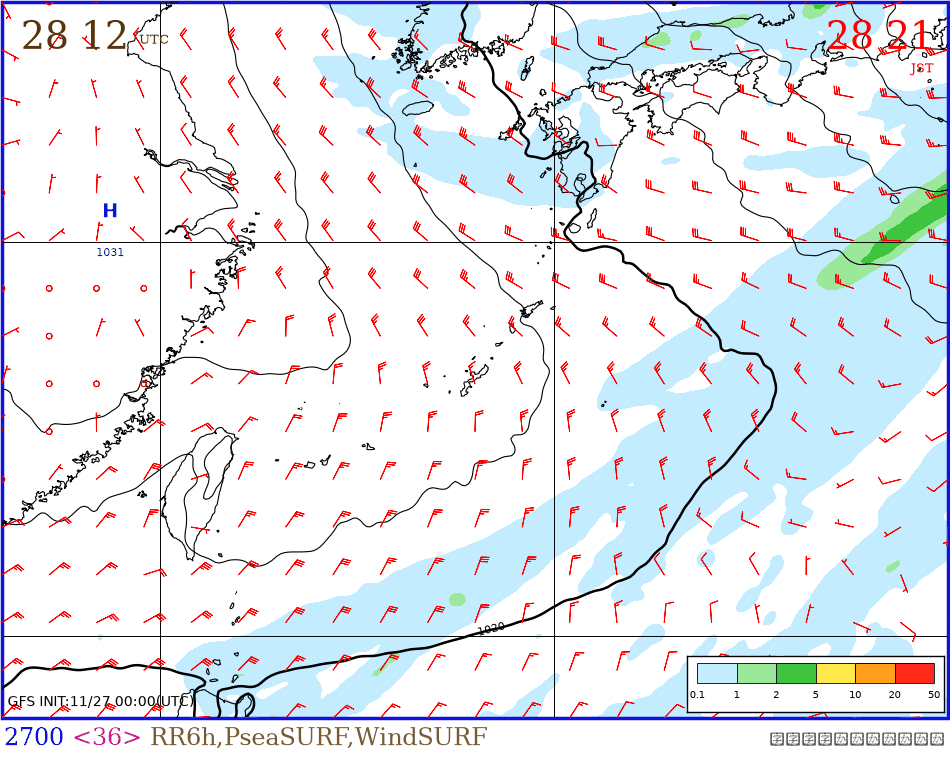 28 12 UTC 28 21
JST
H
1031
1020
GFS INIT:11/27 00:00(UTC)
0.1 1 2 5 10 20 50
2700 <36> RR6h,PseaSURF,WindSURF